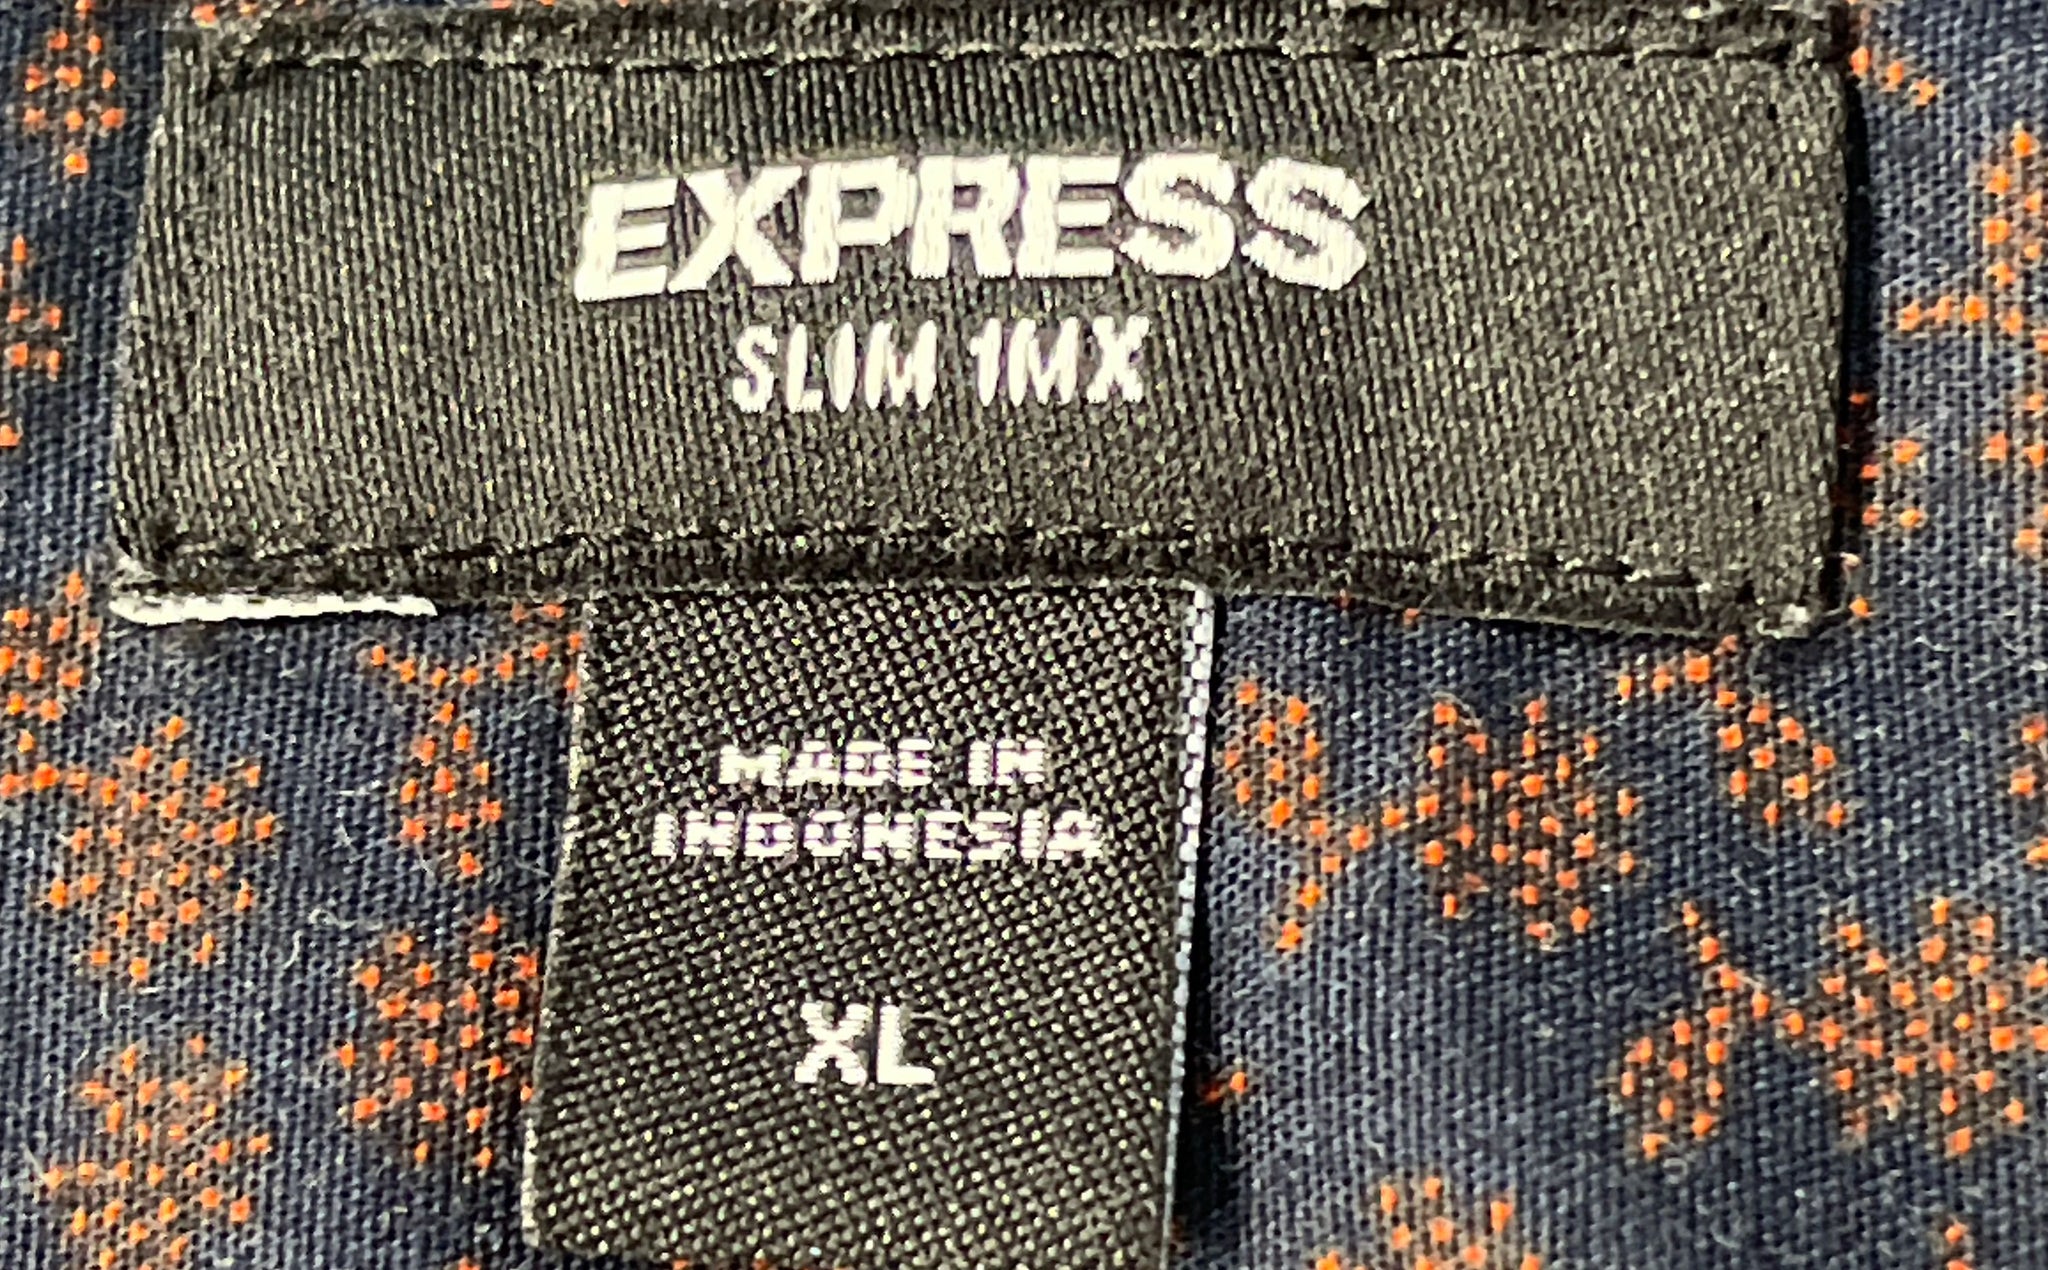 EXPRESS
SLIM 1MX
MADE IN
INDONESIA
XL